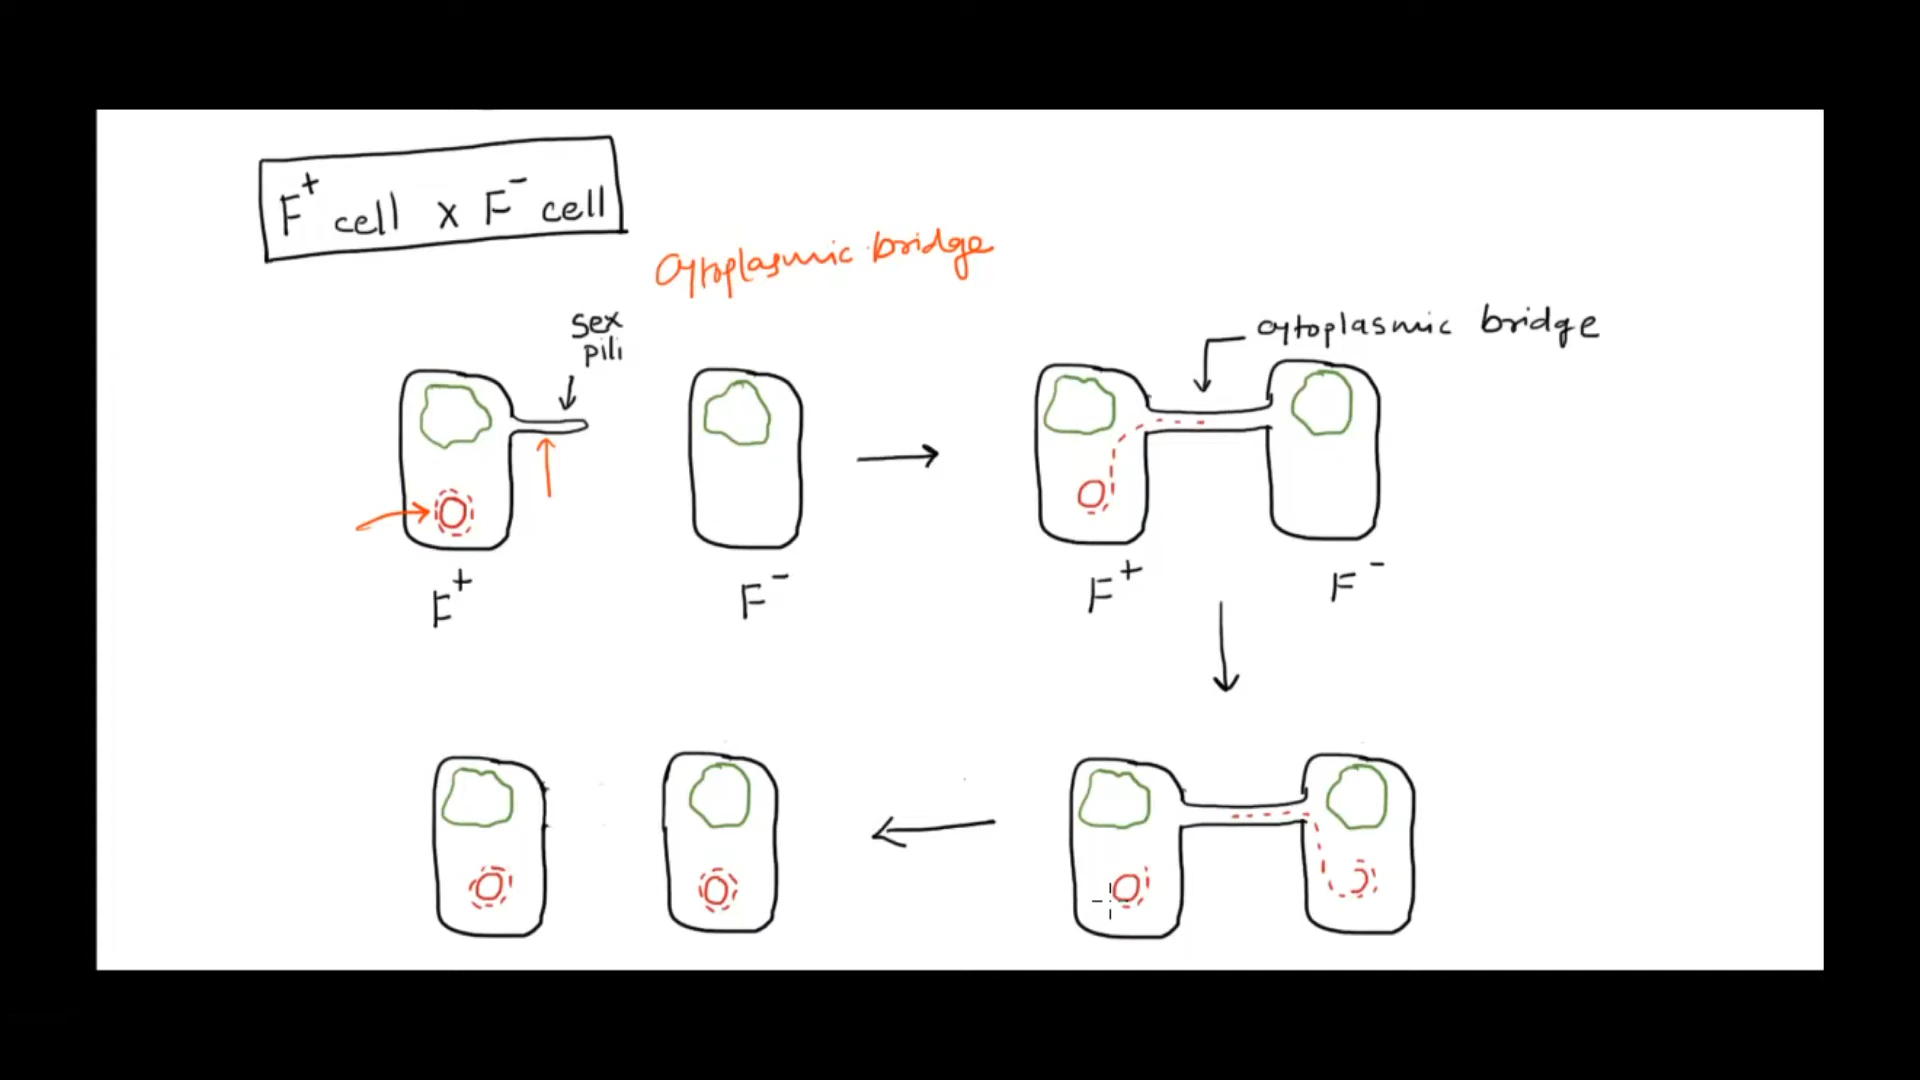 F⁺ cell x F⁻ cell
Cytoplasmic bridge
sex
pili
cytoplasmic bridge
F⁺
F⁻
F⁺
F⁻